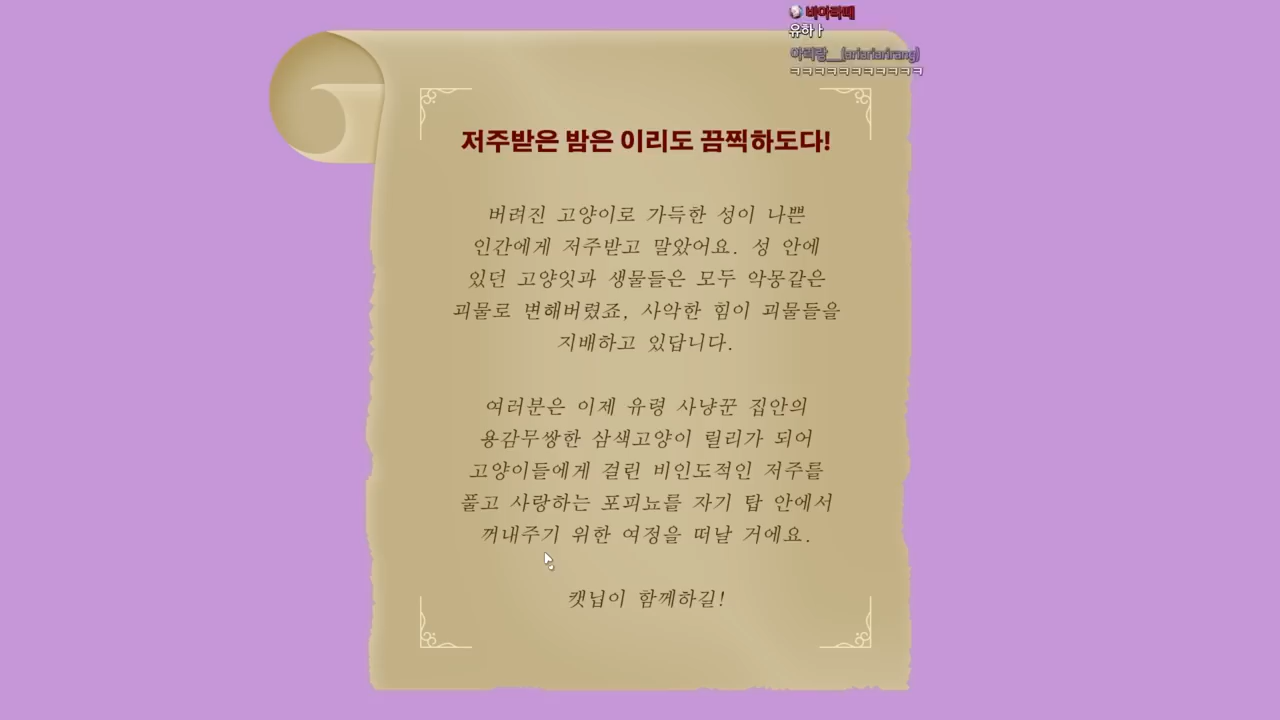 바아라떼
유하ㅏ
아리랑__(ariariarirang)
ㅋㅋㅋㅋㅋㅋㅋㅋㅋㅋㅋ
저주받은 밤은 이리도 끔찍하도다!
버려진 고양이로 가득한 성이 나쁜
인간에게 저주받고 말았어요. 성 안에
있던 고양잇과 생물들은 모두 악몽같은
괴물로 변해버렸죠, 사악한 힘이 괴물들을
지배하고 있답니다.
여러분은 이제 유령 사냥꾼 집안의
용감무쌍한 삼색고양이 릴리가 되어
고양이들에게 걸린 비인도적인 저주를
풀고 사랑하는 포피뇨를 자기 탑 안에서
꺼내주기 위한 여정을 떠날 거에요.
캣닙이 함께하길!